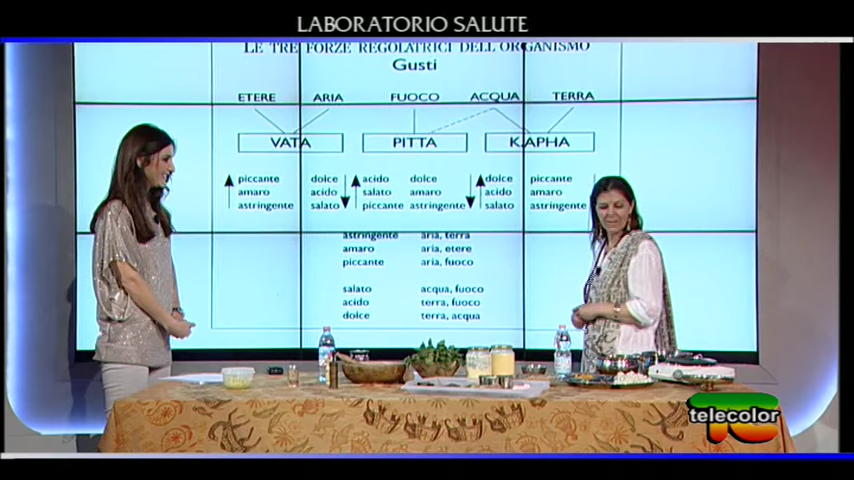 LABORATORIO SALUTE
LE TRE FORZE REGOLATRICI DELL'ORGANISMO
Gusti
ETERE ARIA FUOCO ACQUA TERRA
VATA PITTA KAPHA
piccante dolce acido dolce dolce piccante
amaro acido salato amaro acido amaro
astringente salato piccante astringente salato astringente
astringente aria, terra
amaro aria, etere
piccante aria, fuoco
salato acqua, fuoco
acido terra, fuoco
dolce terra, acqua
telecolor